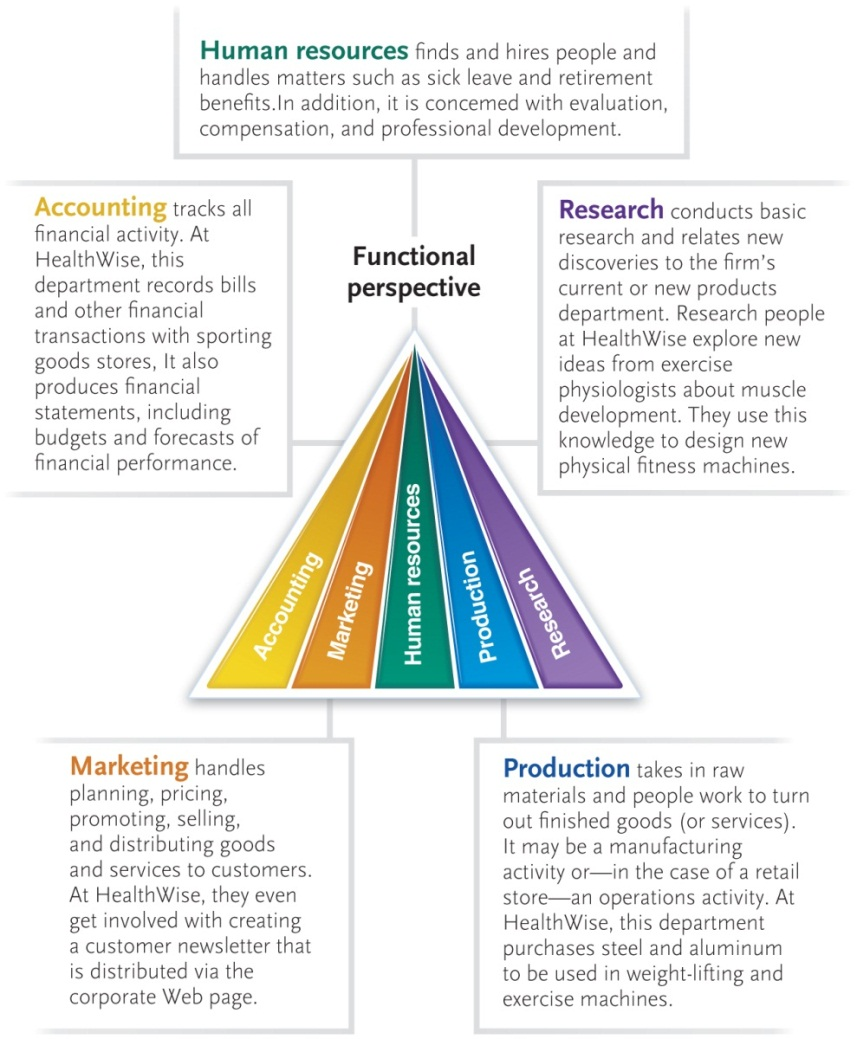 Human resources finds and hires people and
handles matters such as sick leave and retirement
benefits.In addition, it is concemed with evaluation,
compensation, and professional development.
Accounting tracks all
financial activity. At
HealthWise, this
department records bills
and other financial
transactions with sporting
goods stores, It also
produces financial
statements, including
budgets and forecasts of
financial performance.
Functional
perspective
Research conducts basic
research and relates new
discoveries to the firm's
current or new products
department. Research people
at HealthWise explore new
ideas from exercise
physiologists about muscle
development. They use this
knowledge to design new
physical fitness machines.
Accounting
Marketing
Human resources
Production
Research
Marketing handles
planning, pricing,
promoting, selling,
and distributing goods
and services to customers.
At HealthWise, they even
get involved with creating
a customer newsletter that
is distributed via the
corporate Web page.
Production takes in raw
materials and people work to turn
out finished goods (or services).
It may be a manufacturing
activity or—in the case of a retail
store—an operations activity. At
HealthWise, this department
purchases steel and aluminum
to be used in weight-lifting and
exercise machines.